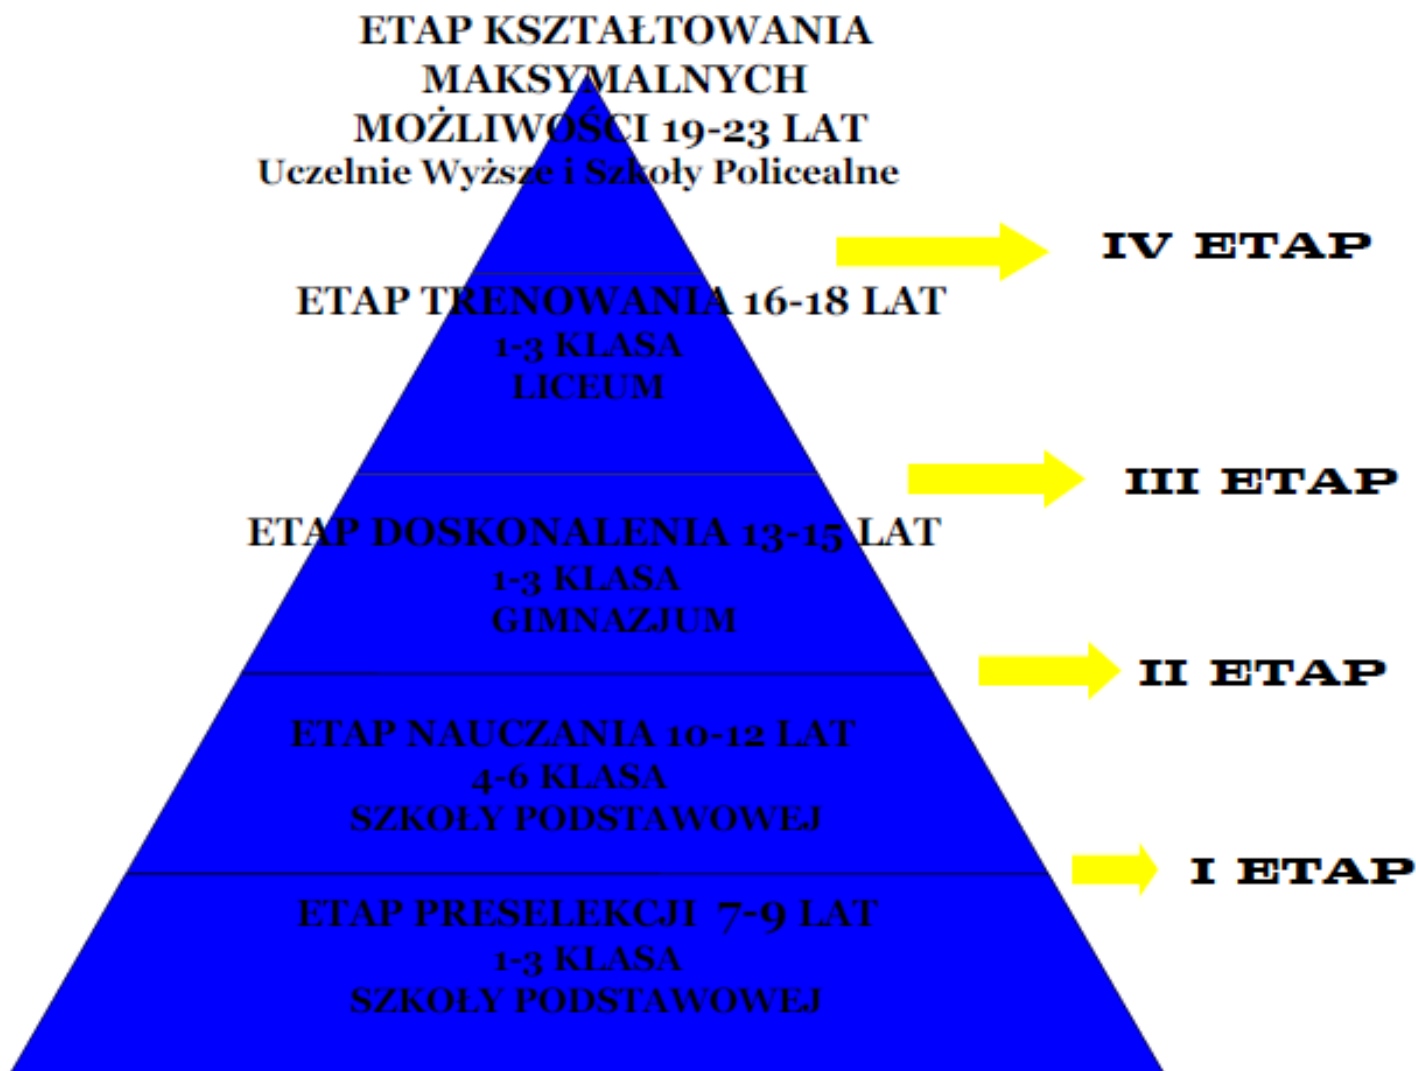 ETAP KSZTAŁTOWANIA
MAKSYMALNYCH
MOŻLIWOŚCI 19-23 LAT
Uczelnie Wyższe i Szkoły Policealne
IV ETAP
ETAP TRENOWANIA 16-18 LAT
1-3 KLASA
LICEUM
III ETAP
ETAP DOSKONALENIA 13-15 LAT
1-3 KLASA
GIMNAZJUM
II ETAP
ETAP NAUCZANIA 10-12 LAT
4-6 KLASA
SZKOŁY PODSTAWOWEJ
I ETAP
ETAP PRESELEKCJI 7-9 LAT
1-3 KLASA
SZKOŁY PODSTAWOWEJ